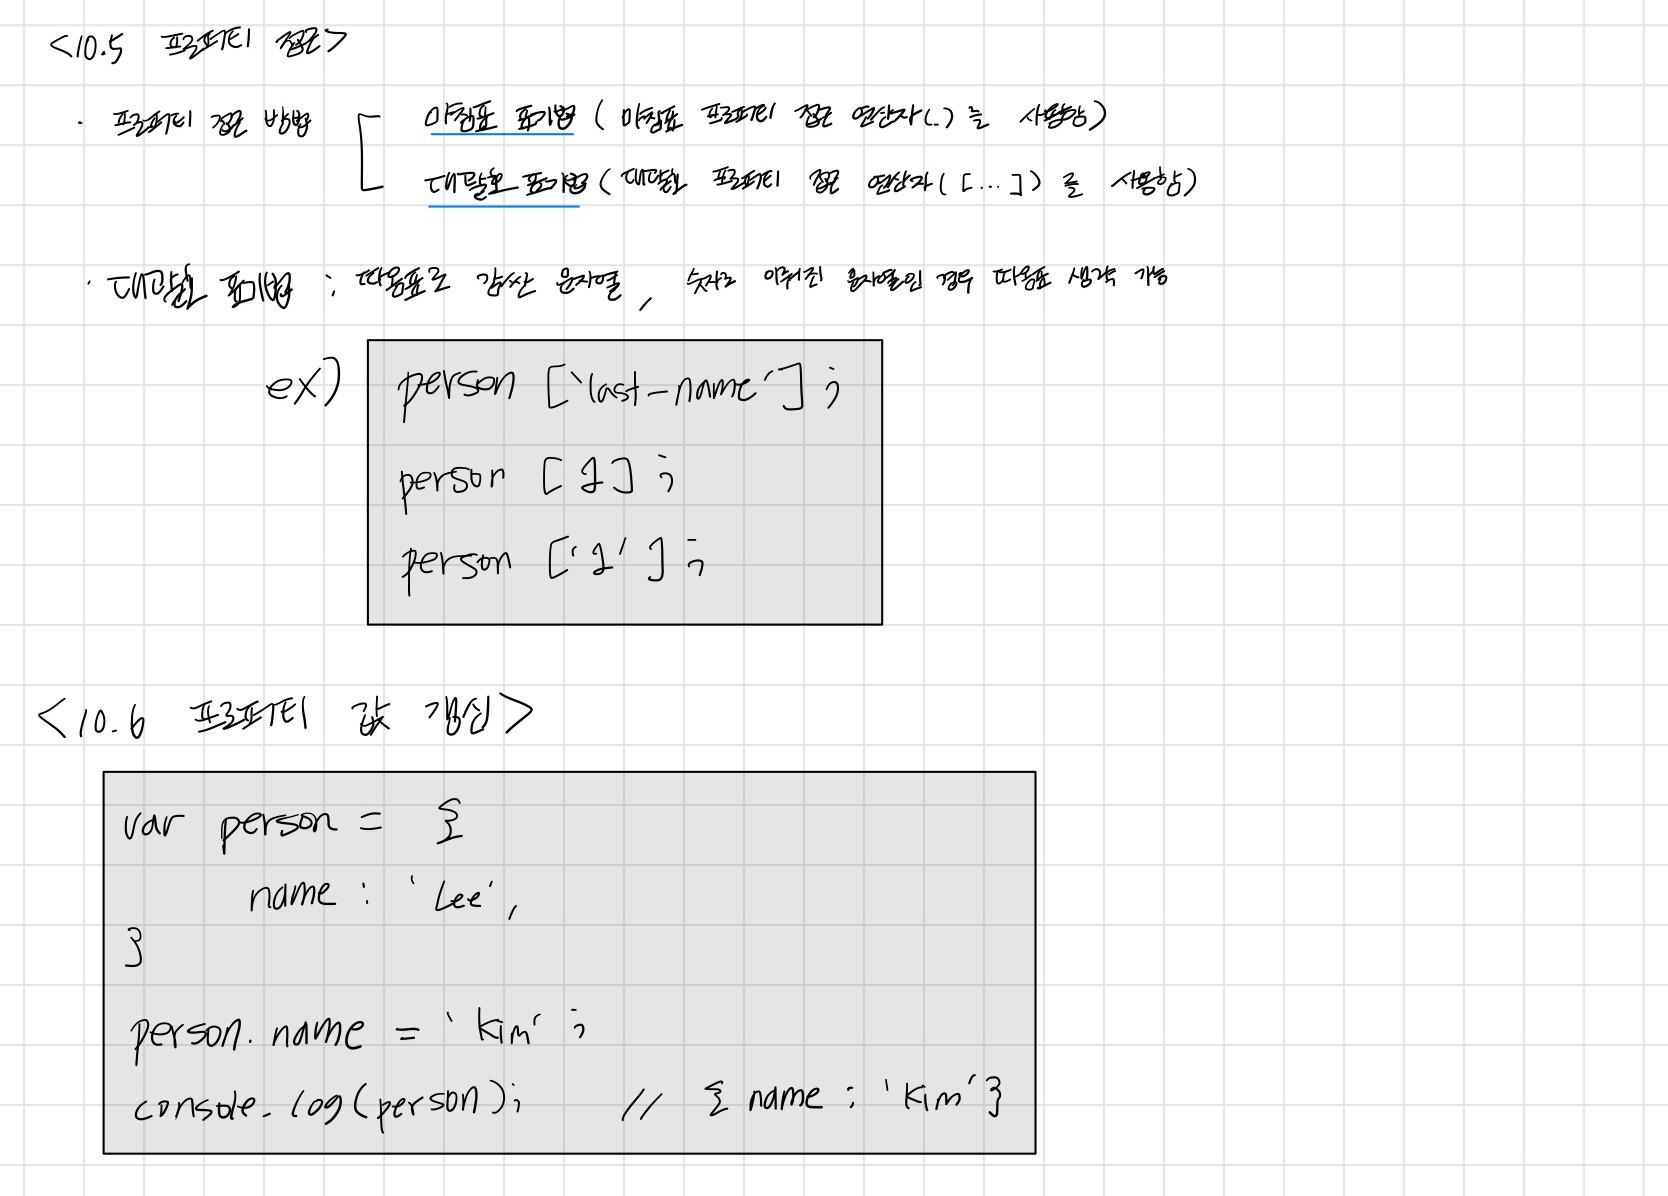 <10.5 프로퍼티 접근>
· 프로퍼티 접근 방법
마침표 표기법 ( 마침표 프로퍼티 접근 연산자(.) 를 사용함)
대괄호 표기법 ( 대괄호 프로퍼티 접근 연산자( [...] ) 를 사용함)
· 대괄호 표기법 : 따옴표로 감싼 문자열, 숫자로 이뤄진 문자열인 경우 따옴표 생략 가능
ex)
person ['last-name'];
person [1];
person ['1'];
<10.6 프로퍼티 값 갱신>
var person = {
name : 'Lee',
}
person.name = 'Kim';
console.log(person); // { name : 'Kim'}